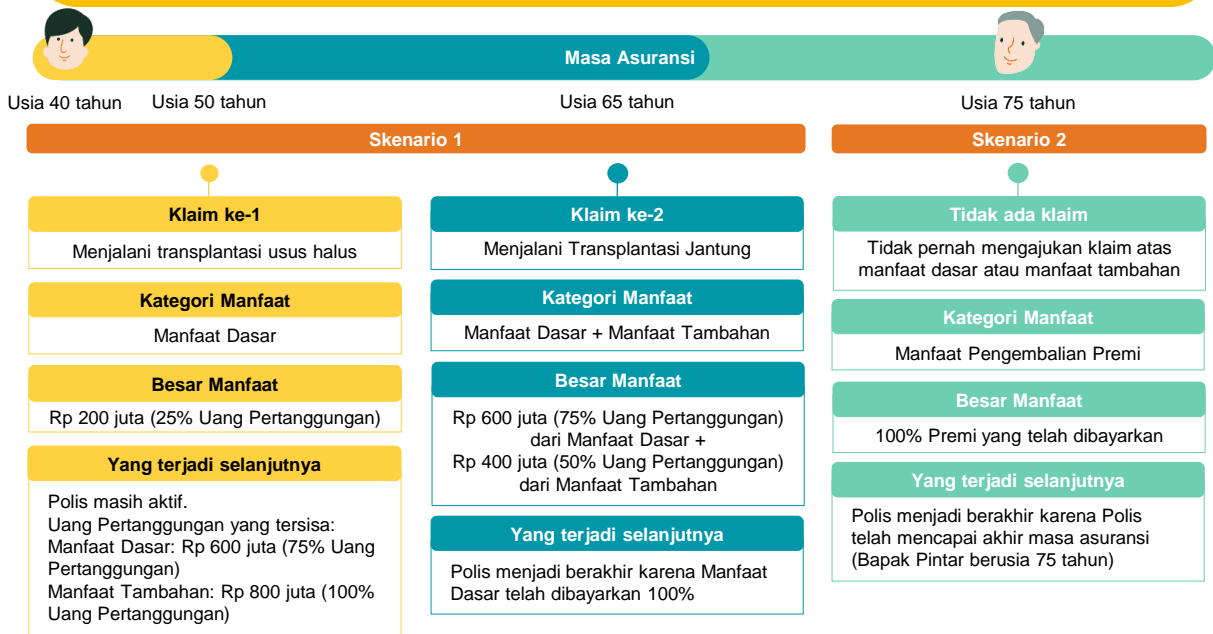 Masa Asuransi
Usia 40 tahun
Usia 50 tahun
Usia 65 tahun
Usia 75 tahun
Skenario 1
Klaim ke-1
Menjalani transplantasi usus halus
Kategori Manfaat
Manfaat Dasar
Besar Manfaat
Rp 200 juta (25% Uang Pertanggungan)
Yang terjadi selanjutnya
Polis masih aktif.
Uang Pertanggungan yang tersisa:
Manfaat Dasar: Rp 600 juta (75% Uang
Pertanggungan)
Manfaat Tambahan: Rp 800 juta (100%
Uang Pertanggungan)
Klaim ke-2
Menjalani Transplantasi Jantung
Kategori Manfaat
Manfaat Dasar + Manfaat Tambahan
Besar Manfaat
Rp 600 juta (75% Uang Pertanggungan)
dari Manfaat Dasar +
Rp 400 juta (50% Uang Pertanggungan)
dari Manfaat Tambahan
Yang terjadi selanjutnya
Polis menjadi berakhir karena Manfaat
Dasar telah dibayarkan 100%
Skenario 2
Tidak ada klaim
Tidak pernah mengajukan klaim atas
manfaat dasar atau manfaat tambahan
Kategori Manfaat
Manfaat Pengembalian Premi
Besar Manfaat
100% Premi yang telah dibayarkan
Yang terjadi selanjutnya
Polis menjadi berakhir karena Polis
telah mencapai akhir masa asuransi
(Bapak Pintar berusia 75 tahun)